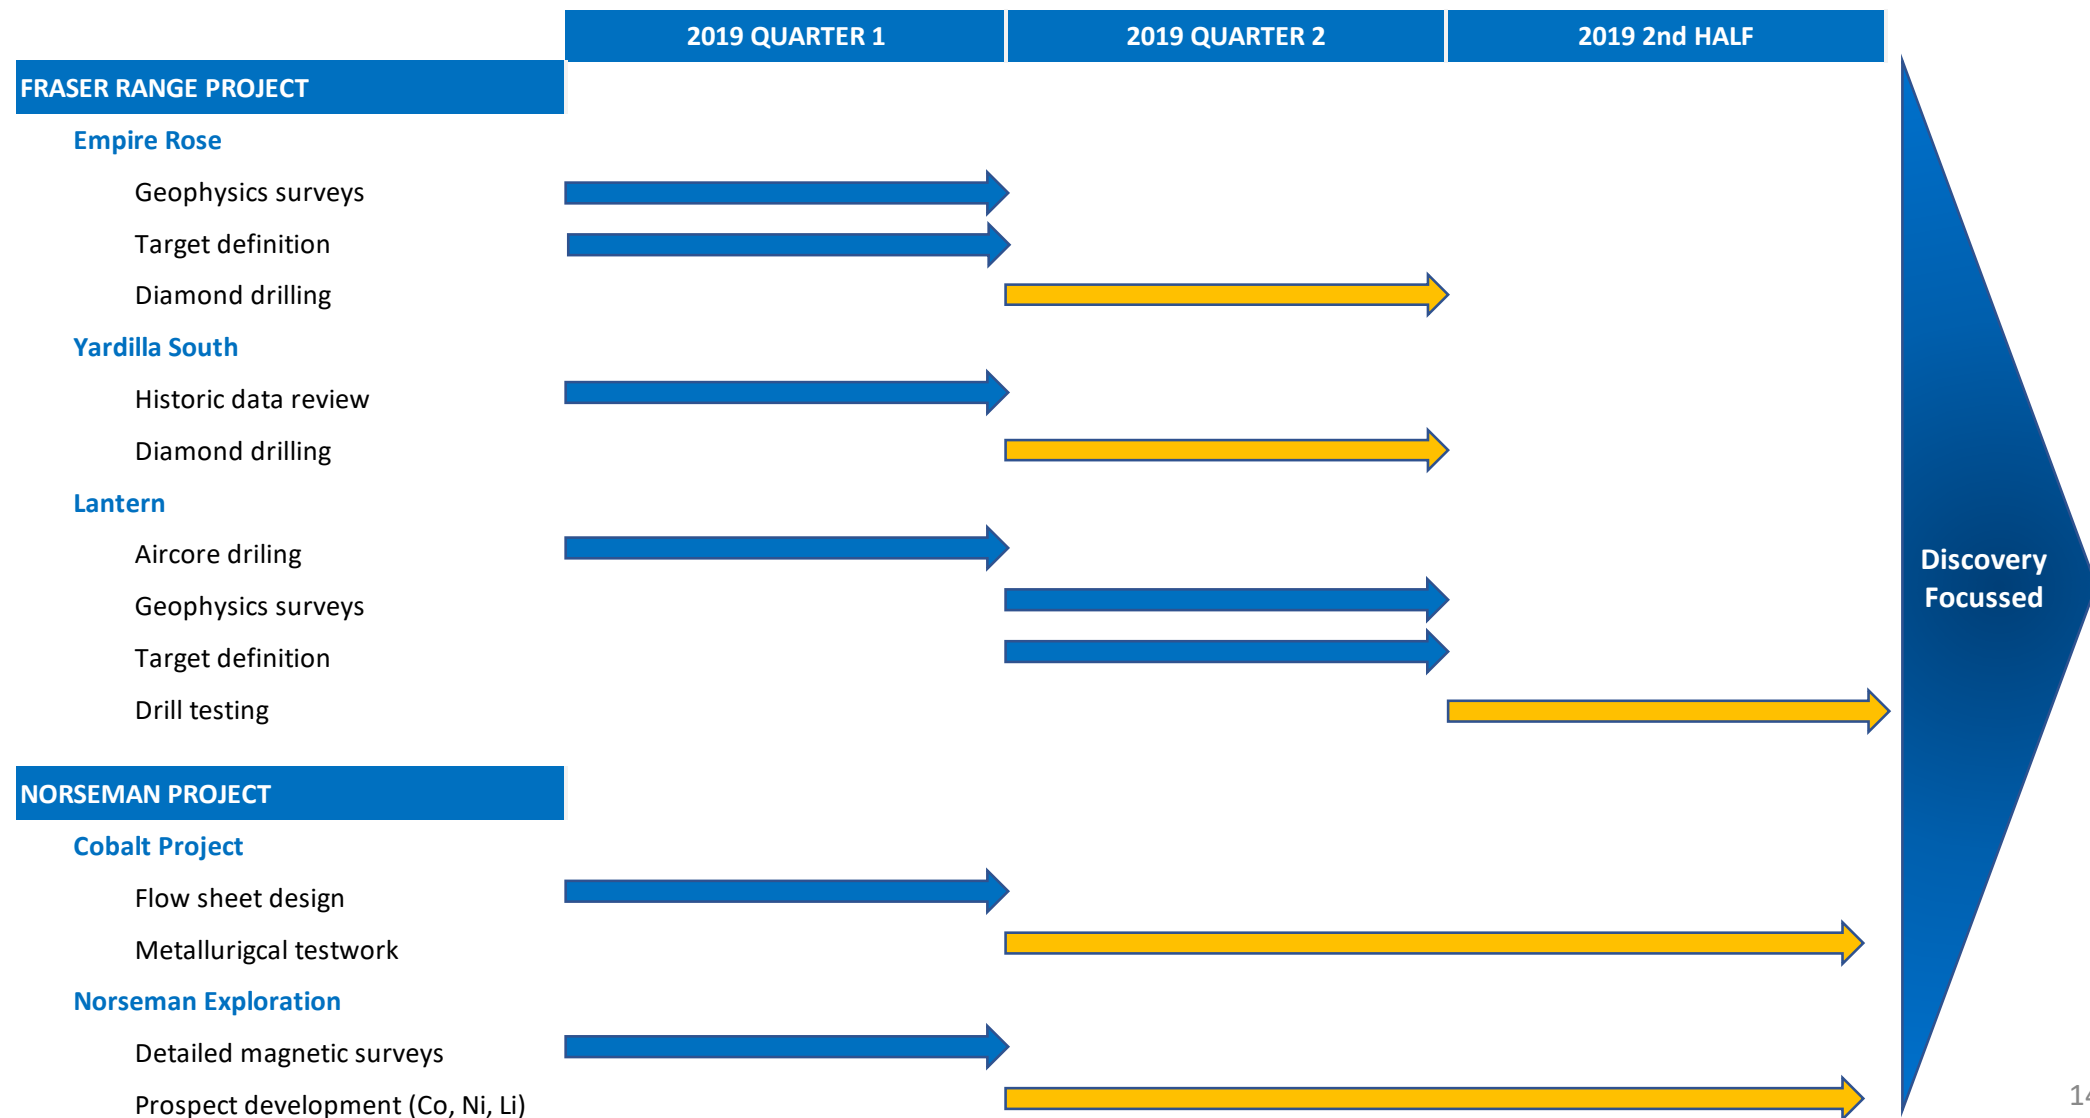 2019 QUARTER 1 2019 QUARTER 2 2019 2nd HALF
FRASER RANGE PROJECT
Empire Rose
Geophysics surveys
Target definition
Diamond drilling
Yardilla South
Historic data review
Diamond drilling
Lantern
Aircore driling
Geophysics surveys
Target definition
Drill testing
NORSEMAN PROJECT
Cobalt Project
Flow sheet design
Metallurigcal testwork
Norseman Exploration
Detailed magnetic surveys
Prospect development (Co, Ni, Li)
Discovery
Focussed
14